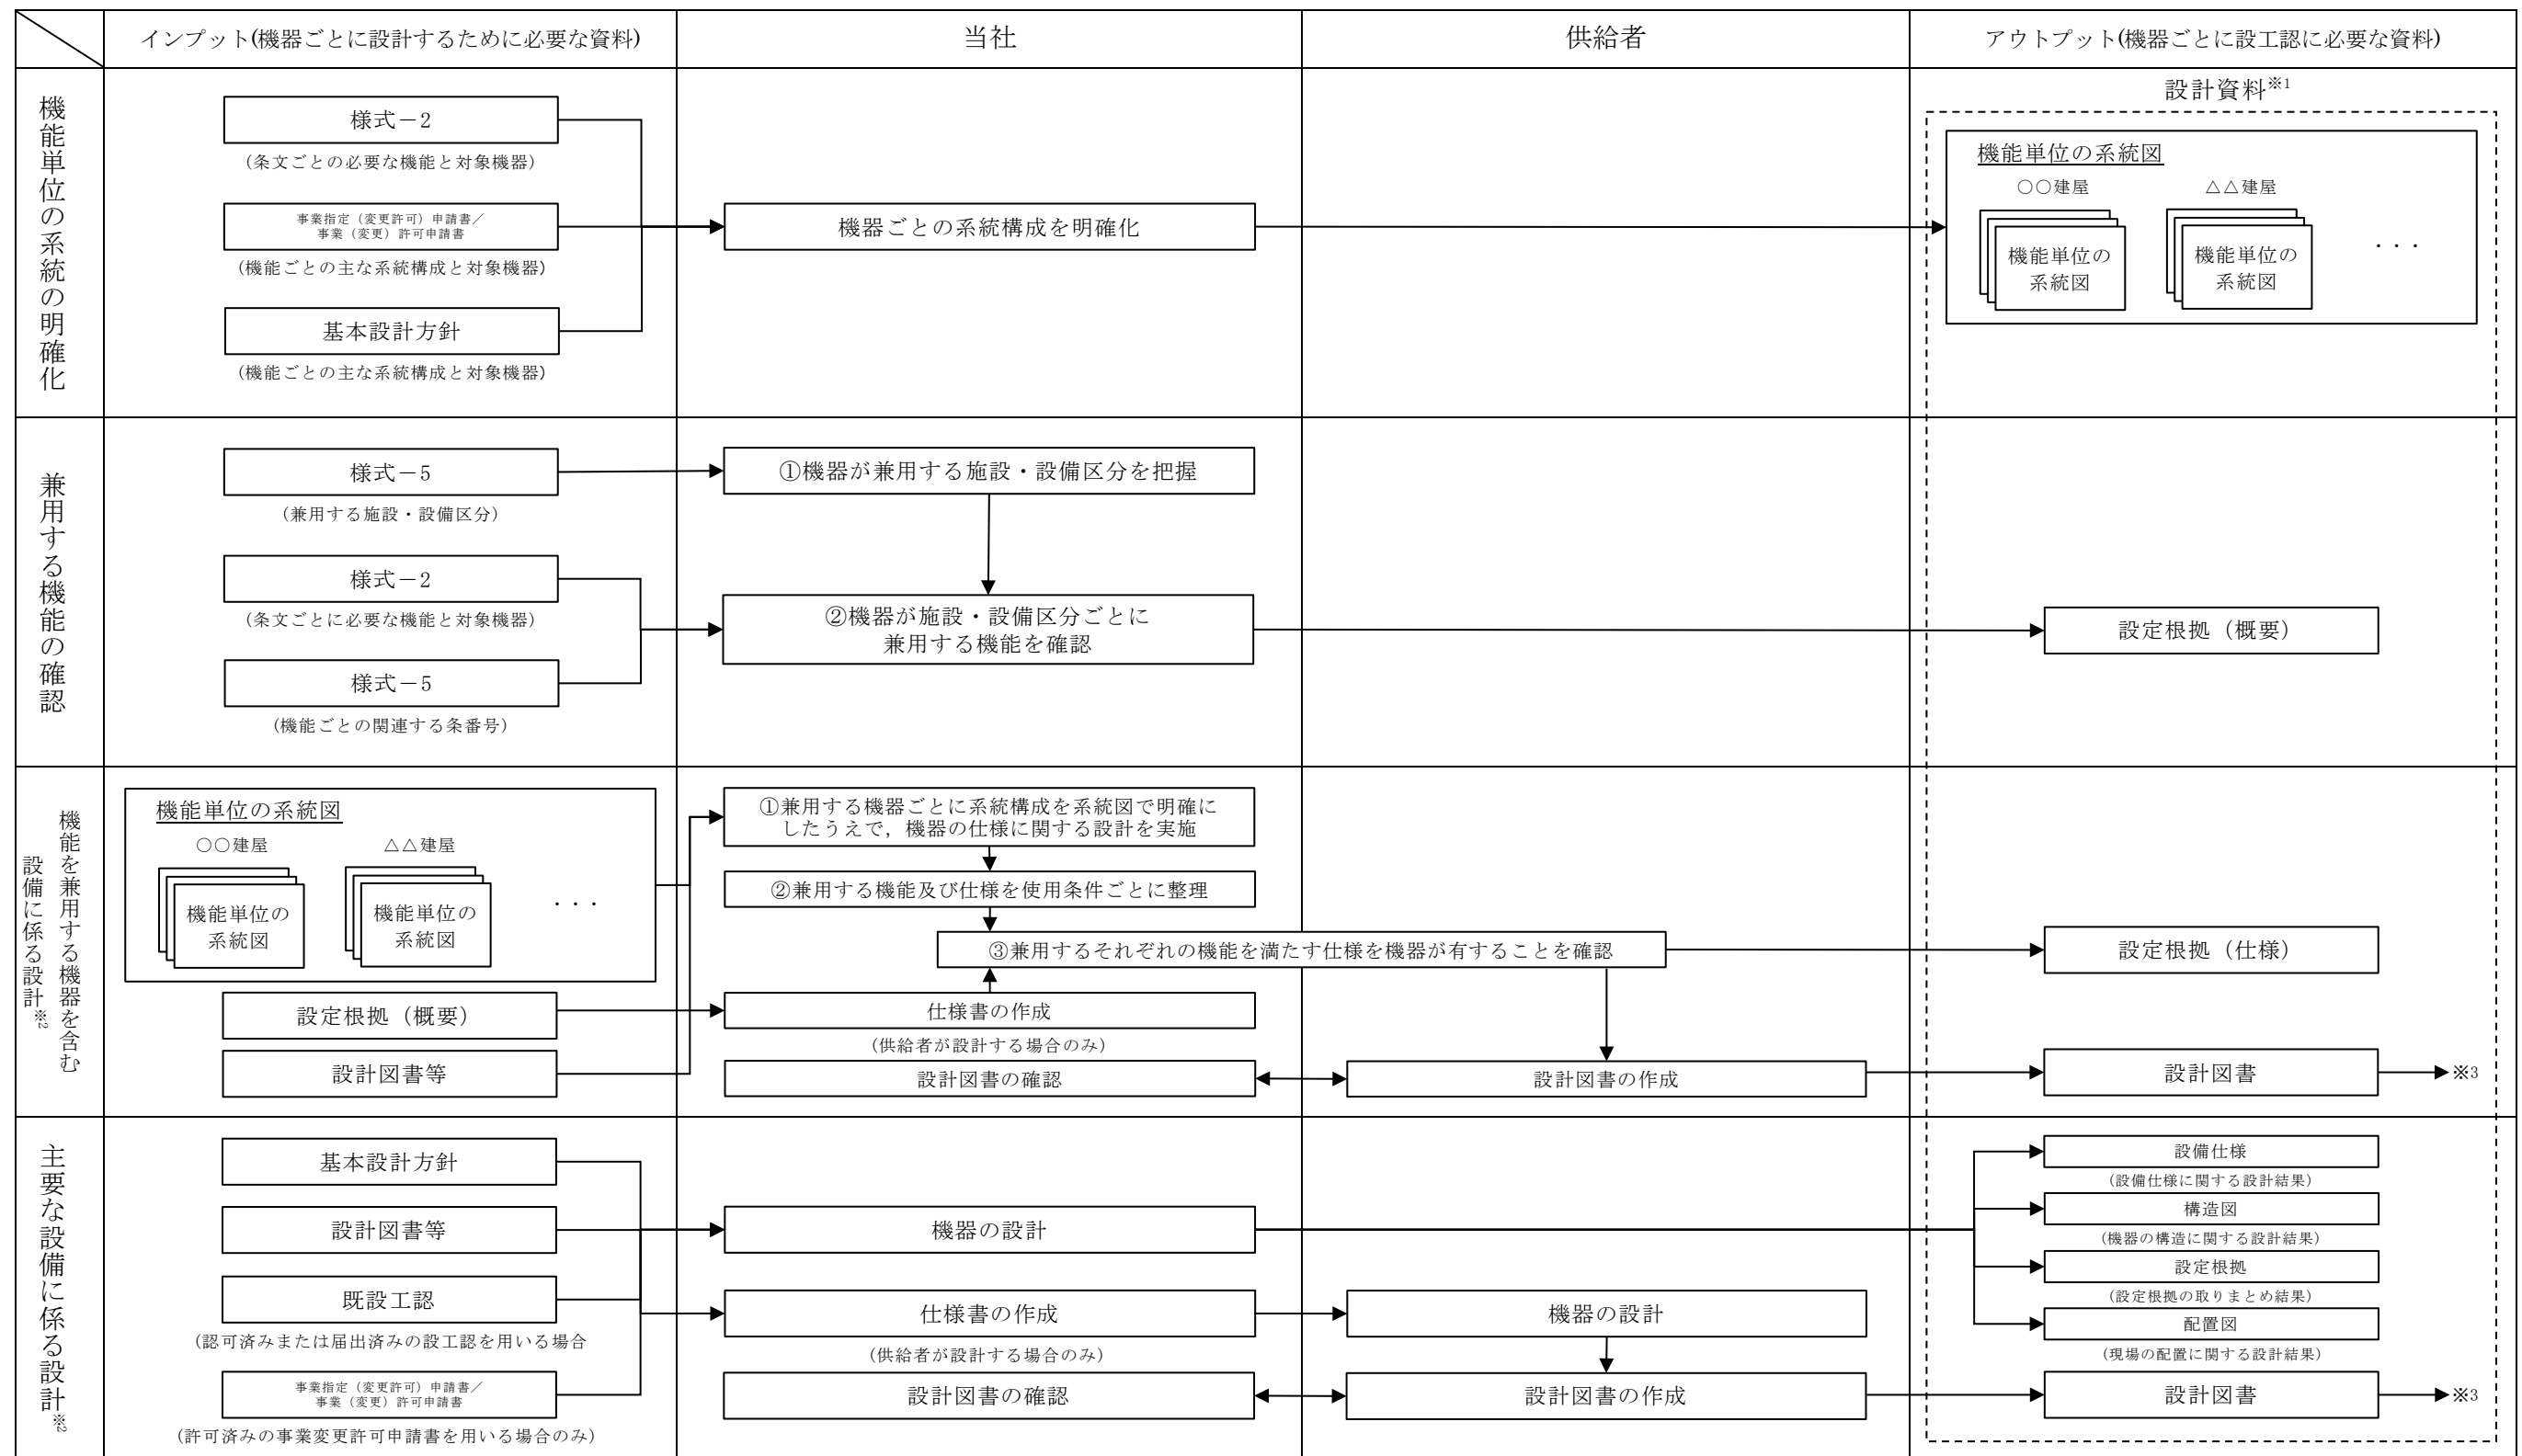 インプット(機器ごとに設計するために必要な資料)
当社
供給者
アウトプット(機器ごとに設工認に必要な資料)
機能単位の系統の明確化
様式－2
(条文ごとの必要な機能と対象機器)
事業指定（変更許可）申請書／
事業（変更）許可申請書
(機能ごとの主な系統構成と対象機器)
基本設計方針
(機能ごとの主な系統構成と対象機器)
機器ごとの系統構成を明確化
設計資料※1
機能単位の系統図
○○建屋
△△建屋
機能単位の
系統図
機能単位の
系統図
・・・
兼用する機能の確認
様式－5
(兼用する施設・設備区分)
様式－2
(条文ごとに必要な機能と対象機器)
様式－5
(機能ごとの関連する条番号)
①機器が兼用する施設・設備区分を把握
②機器が施設・設備区分ごとに
兼用する機能を確認
設定根拠（概要）
機能を兼用する機器を含む
設備に係る設計※2
機能単位の系統図
○○建屋
△△建屋
機能単位の
系統図
機能単位の
系統図
・・・
設定根拠（概要）
設計図書等
①兼用する機器ごとに系統構成を系統図で明確に
したうえで，機器の仕様に関する設計を実施
②兼用する機能及び仕様を使用条件ごとに整理
③兼用するそれぞれの機能を満たす仕様を機器が有することを確認
仕様書の作成
(供給者が設計する場合のみ)
設計図書の確認
設計図書の作成
設定根拠（仕様）
設計図書
※3
主要な設備に係る設計※2
基本設計方針
設計図書等
既設工認
(認可済みまたは届出済みの設工認を用いる場合
事業指定（変更許可）申請書／
事業（変更）許可申請書
(許可済みの事業変更許可申請書を用いる場合のみ)
機器の設計
仕様書の作成
(供給者が設計する場合のみ)
設計図書の確認
機器の設計
設計図書の作成
設備仕様
(設備仕様に関する設計結果)
構造図
(機器の構造に関する設計結果)
設定根拠
(設定根拠の取りまとめ結果)
配置図
(現場の配置に関する設計結果)
設計図書
※3